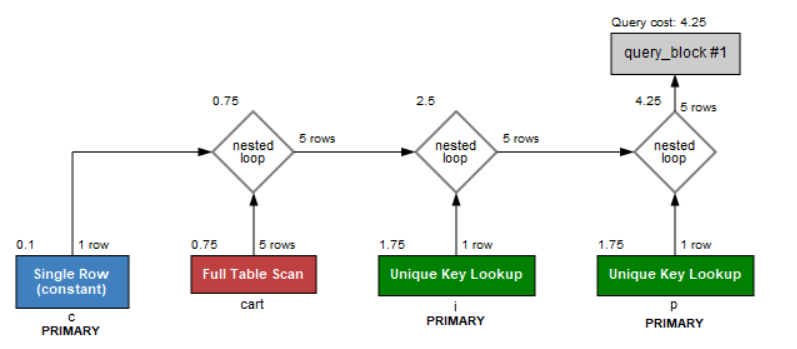 Query cost: 4.25
query_block #1
0.75
2.5
4.25
5 rows
nested
loop
5 rows
nested
loop
5 rows
nested
loop
0.1
1 row
0.75
5 rows
1.75
1 row
1.75
1 row
Single Row
(constant)
Full Table Scan
Unique Key Lookup
Unique Key Lookup
c
PRIMARY
cart
i
PRIMARY
p
PRIMARY